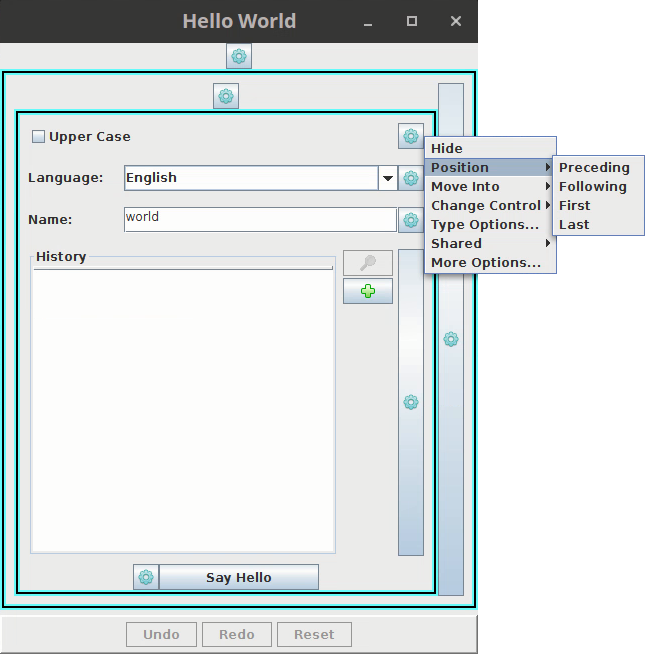 Hello World
Upper Case
Language:
English
Name:
world
History
Say Hello
Undo
Redo
Reset
Hide
Position
Move Into
Change Control
Type Options...
Shared
More Options...
Preceding
Following
First
Last